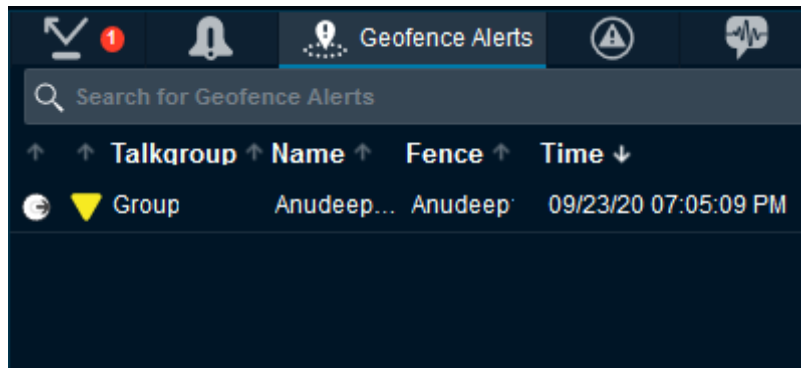 1 Geofence Alerts
Search for Geofence Alerts
Talkgroup Name Fence Time
Group Anudeep... Anudeep 09/23/20 07:05:09 PM